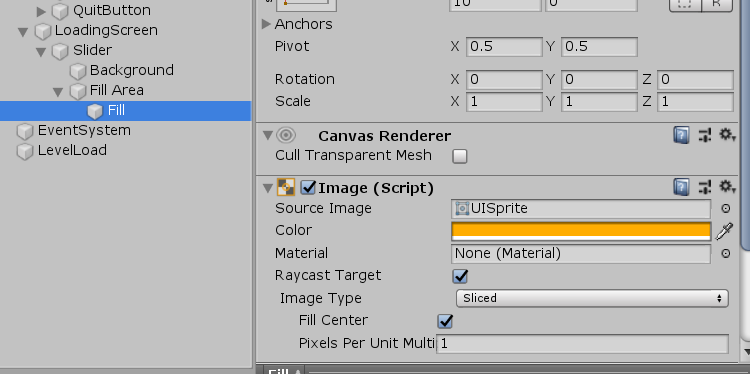 QuitButton
LoadingScreen
Slider
Background
Fill Area
Fill
EventSystem
LevelLoad
10 0 R
Anchors
Pivot X 0.5 Y 0.5
Rotation X 0 Y 0 Z 0
Scale X 1 Y 1 Z 1
Canvas Renderer
Cull Transparent Mesh
Image (Script)
Source Image UISprite
Color
Material None (Material)
Raycast Target
Image Type Sliced
Fill Center
Pixels Per Unit Multi 1
Fill